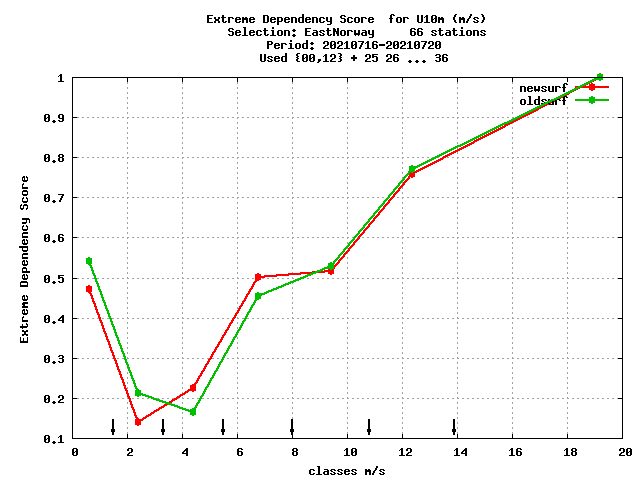 Extreme Dependency Score  for U10m (m/s)
Selection: EastNorway     66 stations
Period: 20210716-20210720
Used {00,12} + 25 26 ... 36
newsurf
oldsurf
1
0.9
0.8
0.7
0.6
0.5
0.4
0.3
0.2
0.1
Extreme Dependency Score
0 2 4 6 8 10 12 14 16 18 20
classes m/s